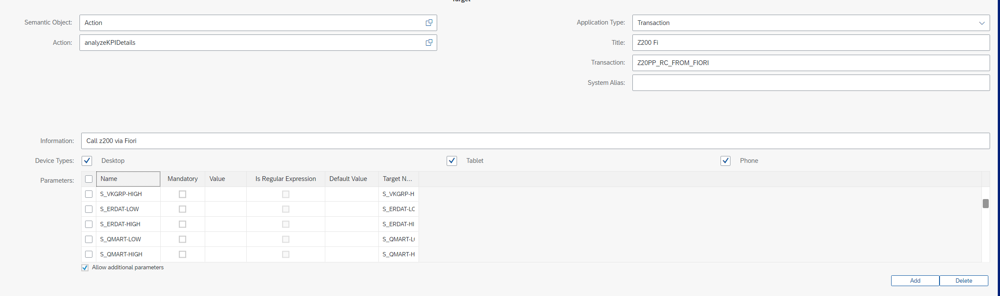 Target
Semantic Object: Action
Action: analyzeKPIDetails
Application Type: Transaction
Title: Z200 Fi
Transaction: Z20PP_RC_FROM_FIORI
System Alias:
Information: Call z200 via Fiori
Device Types: Desktop Tablet Phone
Parameters:
Name Mandatory Value Is Regular Expression Default Value Target N...
S_VKGRP-HIGH S_VKGRP-H
S_ERDAT-LOW S_ERDAT-LC
S_ERDAT-HIGH S_ERDAT-HI
S_QMART-LOW S_QMART-L
S_QMART-HIGH S_QMART-H
Allow additional parameters
Add Delete